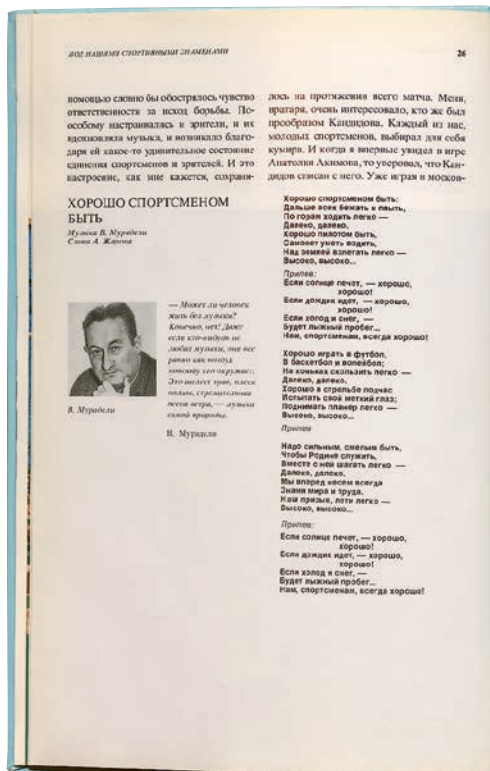 ПОД НАШИМИ СПОРТИВНЫМИ ЗНАМЕНАМИ
26
помощью словно бы обострялось чувство
ответственности за исход борьбы. По-
особому настраивались и зрители, и их
вдохновляла музыка, и возникало благо-
даря ей какое-то удивительное состояние
единения спортсменов и зрителей. И это
настроение, как мне кажется, сохраня-
лось на протяжения всего матча. Меня,
вратаря, очень интересовало, кто же был
прообразом Кандидова. Каждый из нас,
молодых спортсменов, выбирал для себя
кумира. И когда я впервые увидел в игре
Анатолия Акимова, то уверовал, что Кан-
дидов списан с него. Уже играя в москов-
ХОРОШО СПОРТСМЕНОМ
БЫТЬ
Музыка В. Мурадели
Слова А. Жарова
В. Мурадели
— Может ли человек
жить без музыки?
Конечно, нет! Даже
если кто-нибудь не
любит музыки, она все
равно как воздух
повсюду его окружает.
Это шелест трав, плеск
волны, стремительная
песня ветра, — музыка
самой природы.
В. Мурадели
Хорошо спортсменом быть:
Дальше всех бежать и плыть,
По горам ходить легко —
Далеко, далеко.
Хорошо пилотом быть,
Самолет уметь водить,
Над землей взлетать легко —
Высоко, высоко...
Припев:
Если солнце печет, — хорошо,
хорошо!
Если дождик идет, — хорошо,
хорошо!
Если холод и снег, —
Будет лыжный пробег...
Нам, спортсменам, всегда хорошо!
Хорошо играть в футбол,
В баскетбол и волейбол;
На коньках скользить легко —
Далеко, далеко.
Хорошо в стрельбе подчас
Испытать свой меткий глаз;
Поднимать планер легко —
Высоко, высоко...
Припев
Надо сильным, смелым быть,
Чтобы Родине служить,
Вместе с ней шагать легко —
Далеко, далеко.
Мы вперед несем всегда
Знамя мира и труда.
Наш призыв, лети легко —
Высоко, высоко...
Припев:
Если солнце печет, — хорошо,
хорошо!
Если дождик идет, — хорошо,
хорошо!
Если холод и снег, —
Будет лыжный пробег...
Нам, спортсменам, всегда хорошо!